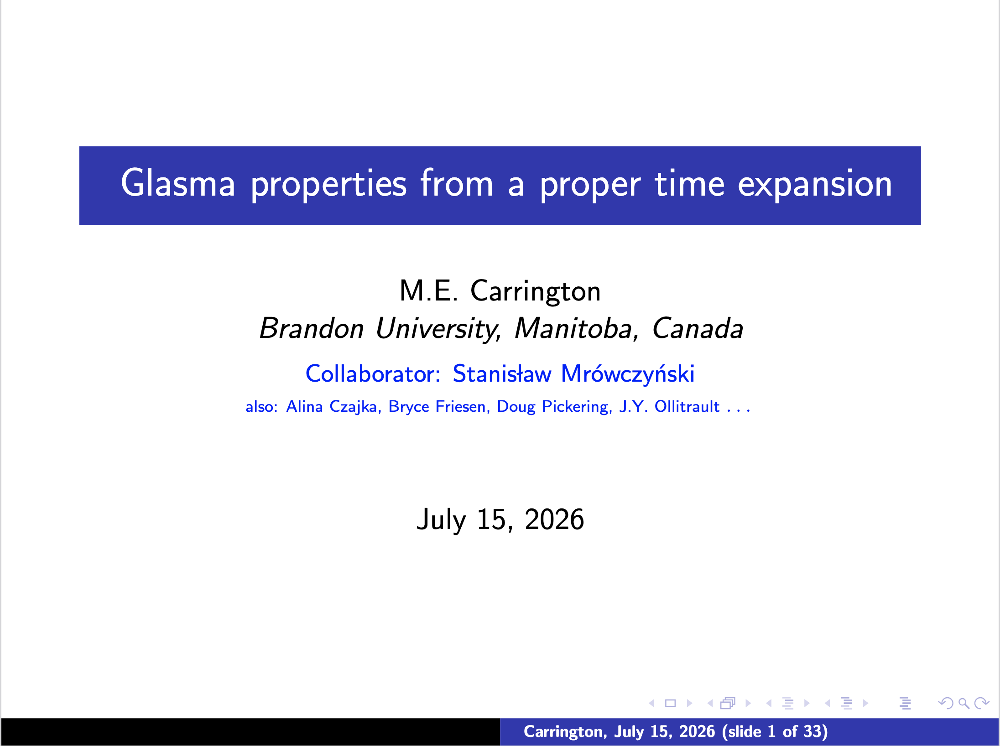 Glasma properties from a proper time expansion
M.E. Carrington
Brandon University, Manitoba, Canada
Collaborator: Stanisław Mrówczyński
also: Alina Czajka, Bryce Friesen, Doug Pickering, J.Y. Ollitrault . . .
July 15, 2026
Carrington, July 15, 2026 (slide 1 of 33)